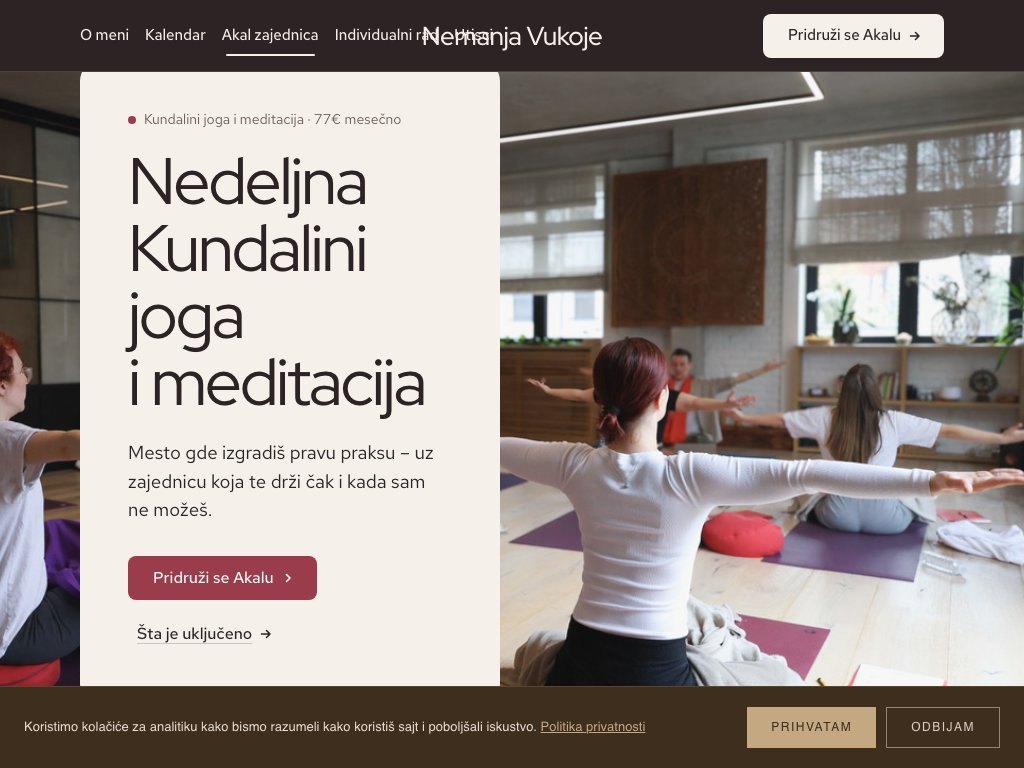 O meni Kalendar Akal zajednica Individualni rad Utisci
Nemanja Vukoje
Pridruži se Akalu
Kundalini joga i meditacija · 77€ mesečno
Nedeljna
Kundalini
joga
i meditacija
Mesto gde izgradiš pravu praksu – uz
zajednicu koja te drži čak i kada sam
ne možeš.
Pridruži se Akalu
Šta je uključeno
Koristimo kolačiće za analitiku kako bismo razumeli kako koristiš sajt i poboljšali iskustvo. Politika privatnosti
PRIHVATAM
ODBIJAM